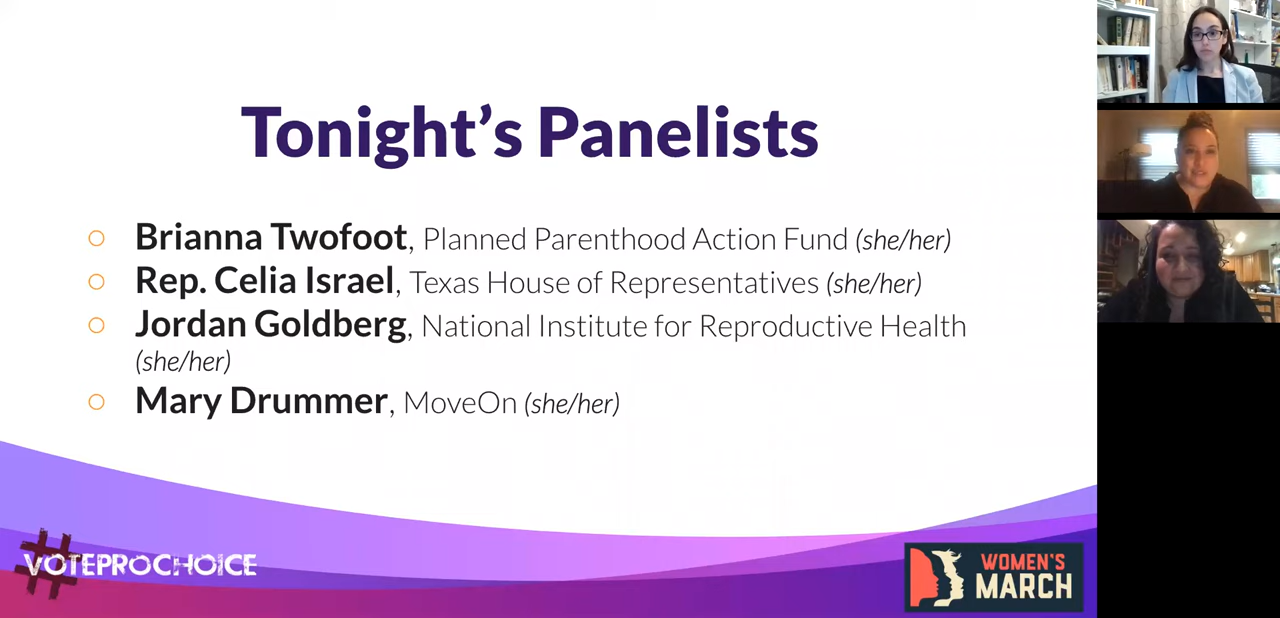 Tonight’s Panelists
○ Brianna Twofoot, Planned Parenthood Action Fund (she/her)
○ Rep. Celia Israel, Texas House of Representatives (she/her)
○ Jordan Goldberg, National Institute for Reproductive Health
(she/her)
○ Mary Drummer, MoveOn (she/her)
#VOTEPROCHOICE
WOMEN'S
MARCH